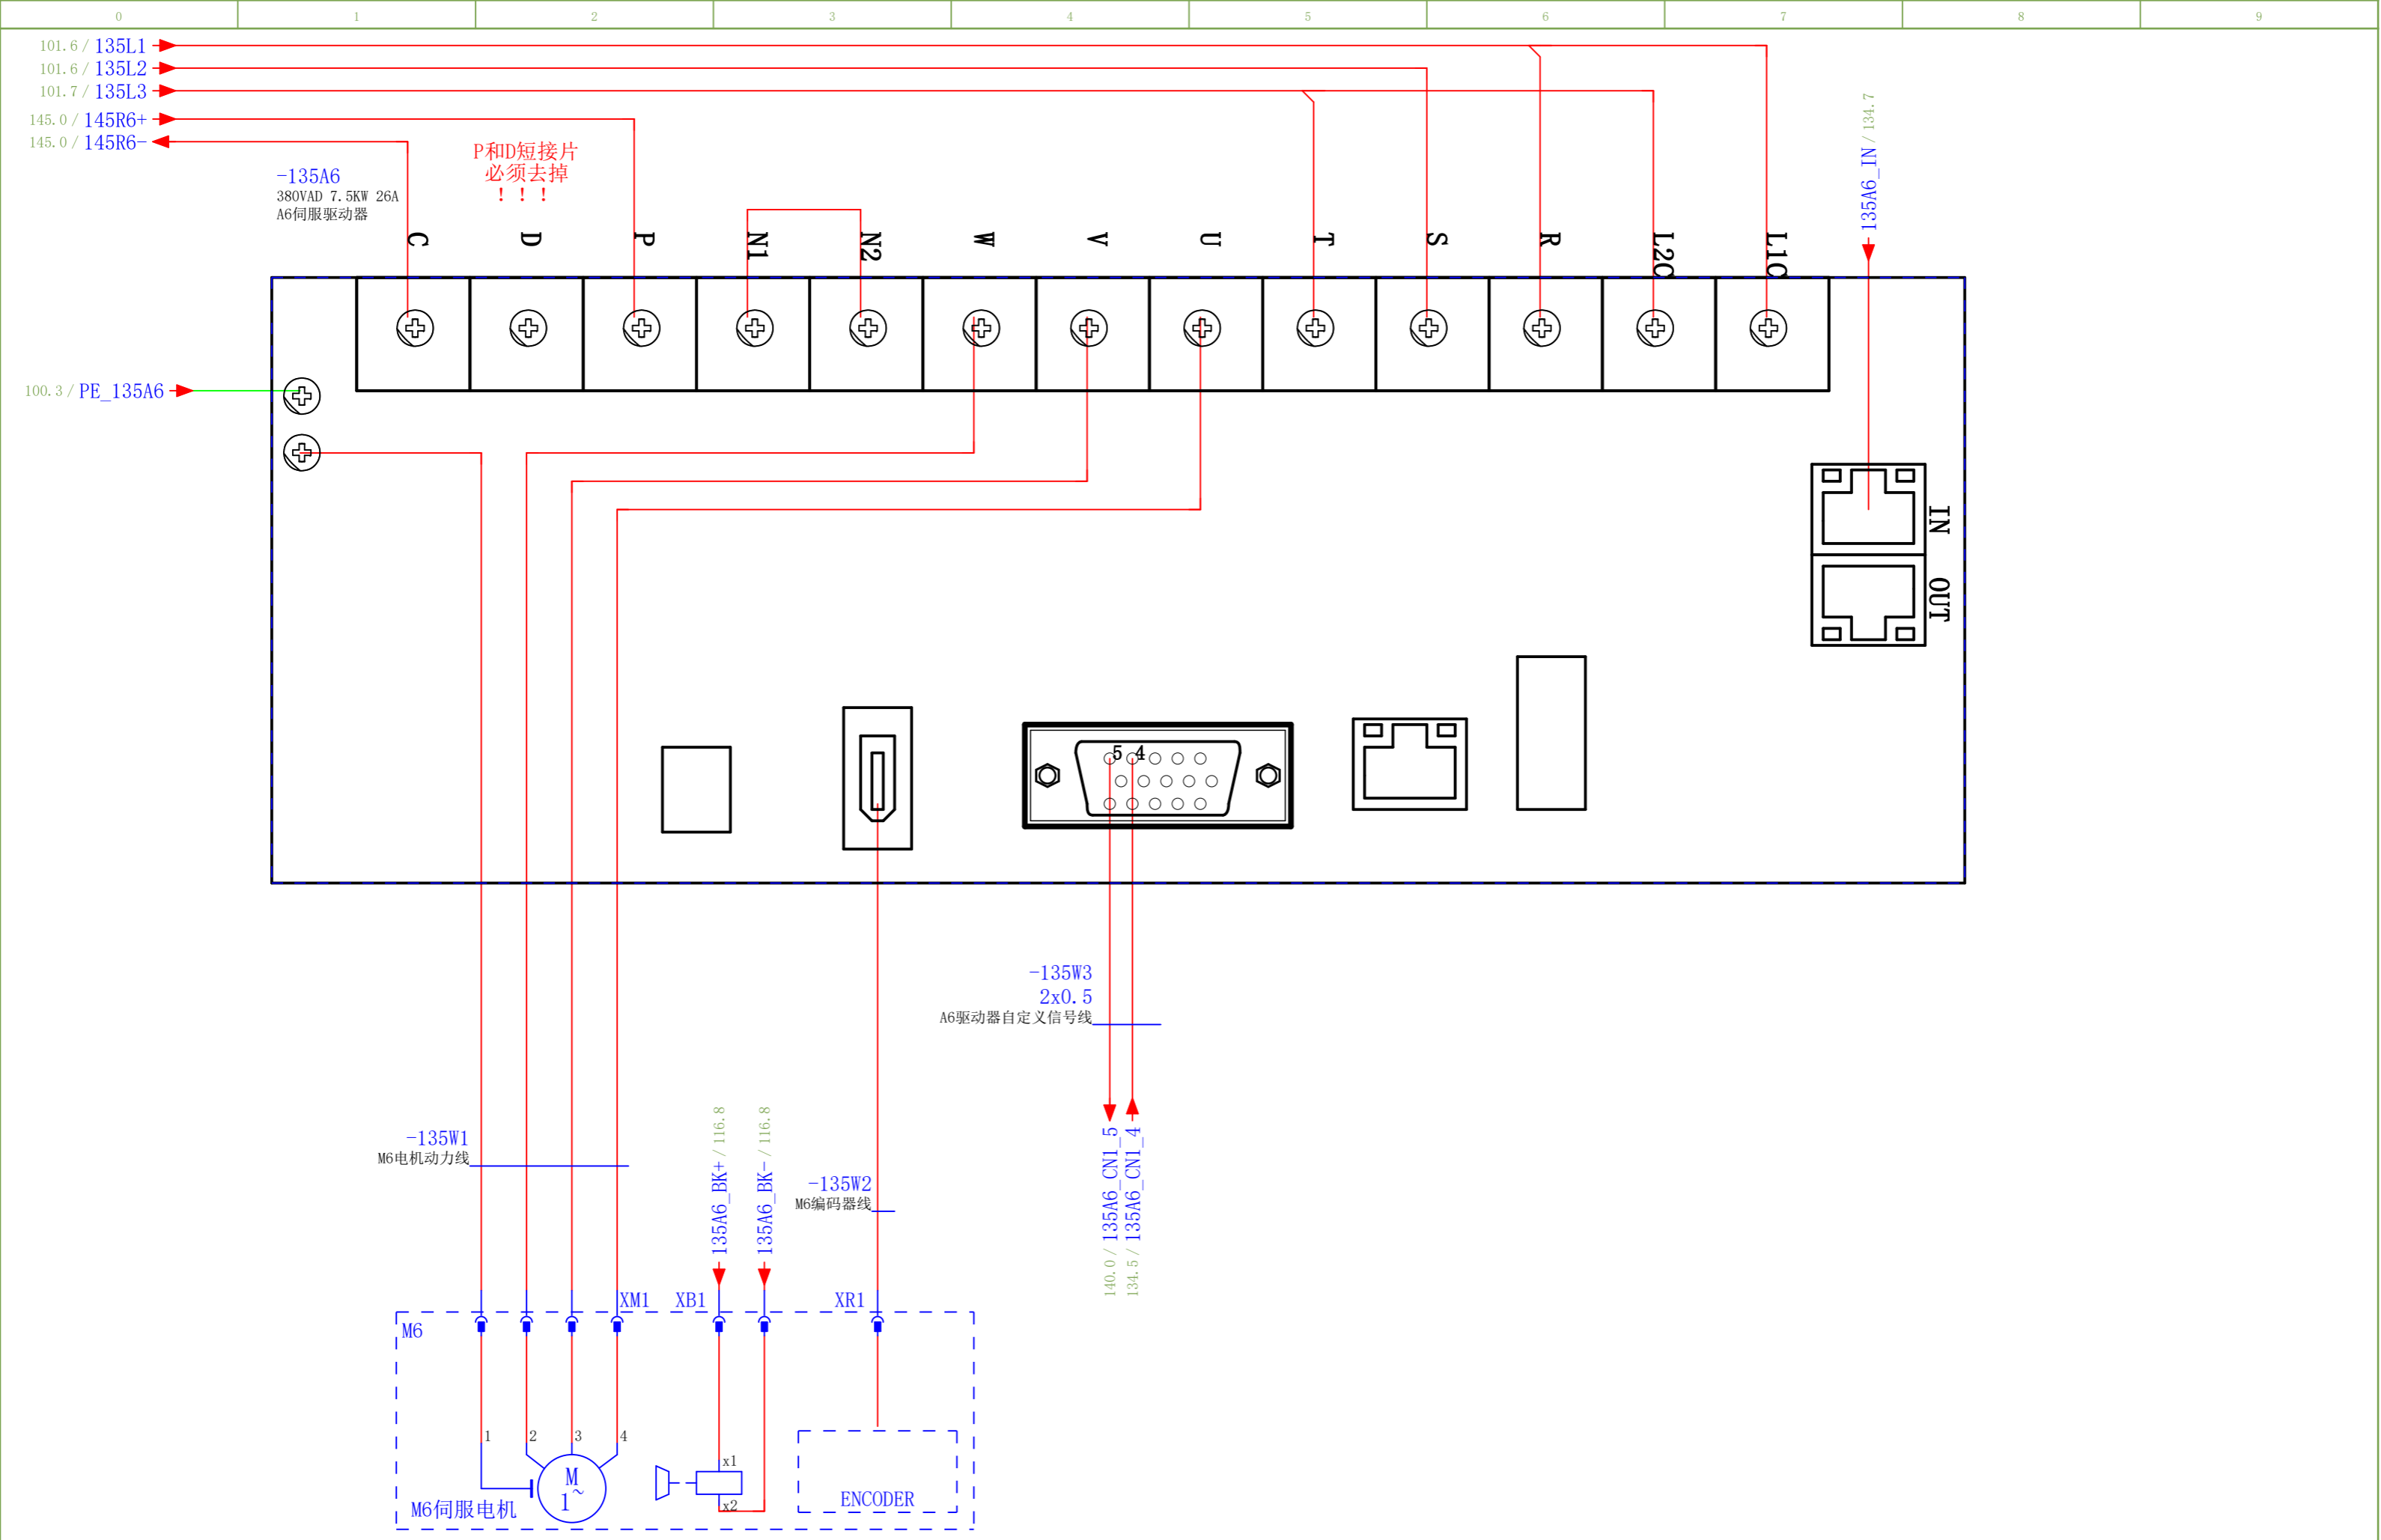 0 1 2 3 4 5 6 7 8 9
101.6 / 135L1
101.6 / 135L2
101.7 / 135L3
145.0 / 145R6+
145.0 / 145R6-
135A6_IN / 134.7
P和D短接片
必须去掉
! ! !
-135A6
380VAD 7.5KW 26A
A6伺服驱动器
C D P N1 N2 W V U T S R L2C L1C
100.3 / PE_135A6
IN
OUT
5 4
-135W3
2x0.5
A6驱动器自定义信号线
-135W1
M6电机动力线
135A6_BK+ / 116.8
135A6_BK- / 116.8
-135W2
M6编码器线
140.0 / 135A6_CN1_5
134.5 / 135A6_CN1_4
XM1 XB1 XR1
M6
1 2 3 4
x1
M
1~
x2
ENCODER
M6伺服电机